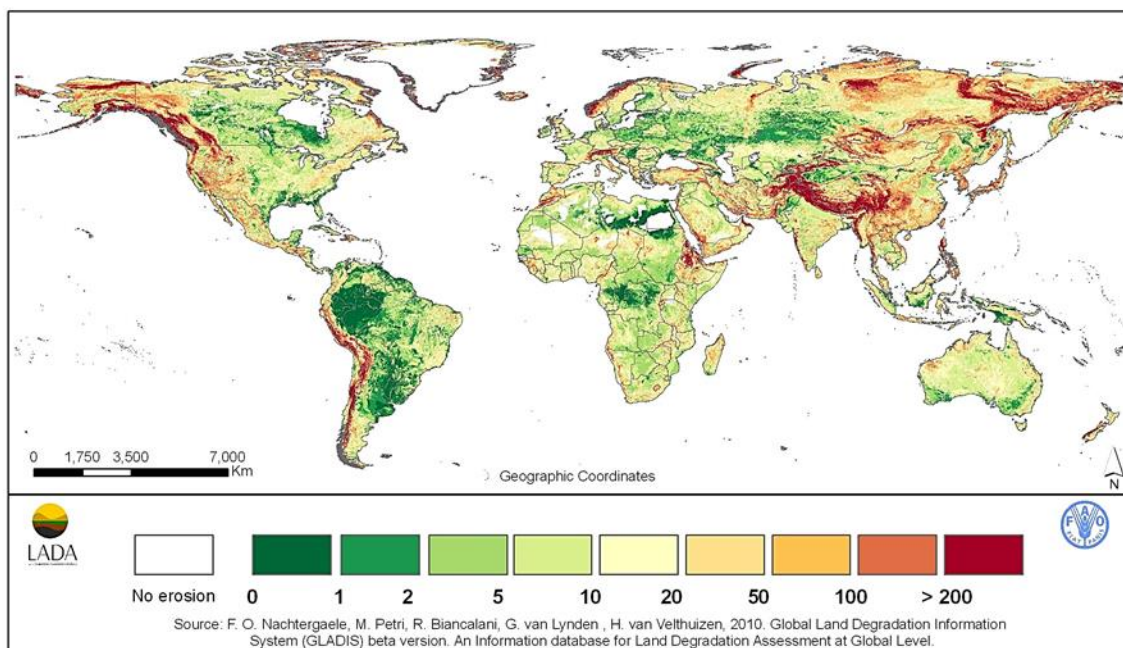 0 1,750 3,500 7,000
Km
Geographic Coordinates
N
LADA
F A O
FIAT PANIS
No erosion 0 1 2 5 10 20 50 100 > 200
Source: F. O. Nachtergaele, M. Petri, R. Biancalani, G. van Lynden , H. van Velthuizen, 2010. Global Land Degradation Information
System (GLADIS) beta version. An Information database for Land Degradation Assessment at Global Level.